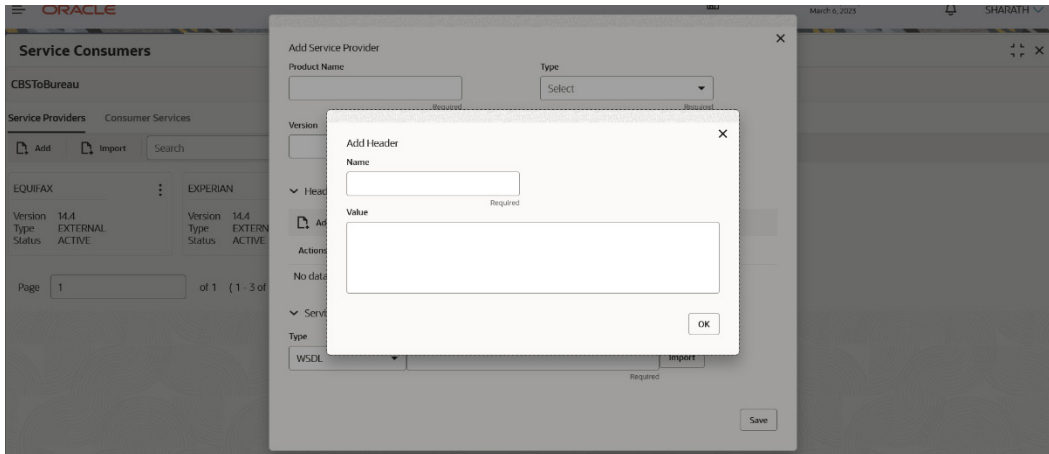 ORACLE
March 6, 2023
SHARATH
Service Consumers
CBSToBureau
Service Providers Consumer Services
Add Import Search
EQUIFAX EXPERIAN
Version 14.4 Version 14.4
Type EXTERNAL Type EXTERN
Status ACTIVE Status ACTIVE
Page 1 of 1 (1 - 3 of
Add Service Provider
Product Name Type
Select
Required Required
Version
Head
Ad
Actions
No data
Servi
Type
WSDL Import
Required
Save
Add Header
Name
Required
Value
OK